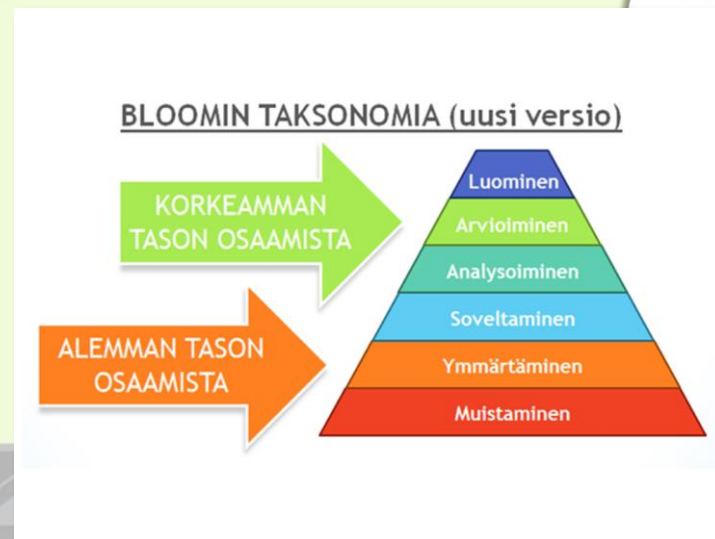 BLOOMIN TAKSONOMIA (uusi versio)
KORKEAMMAN
TASON OSAAMISTA
ALEMMAN TASON
OSAAMISTA
Luominen
Arvioiminen
Analysoiminen
Soveltaminen
Ymmärtäminen
Muistaminen